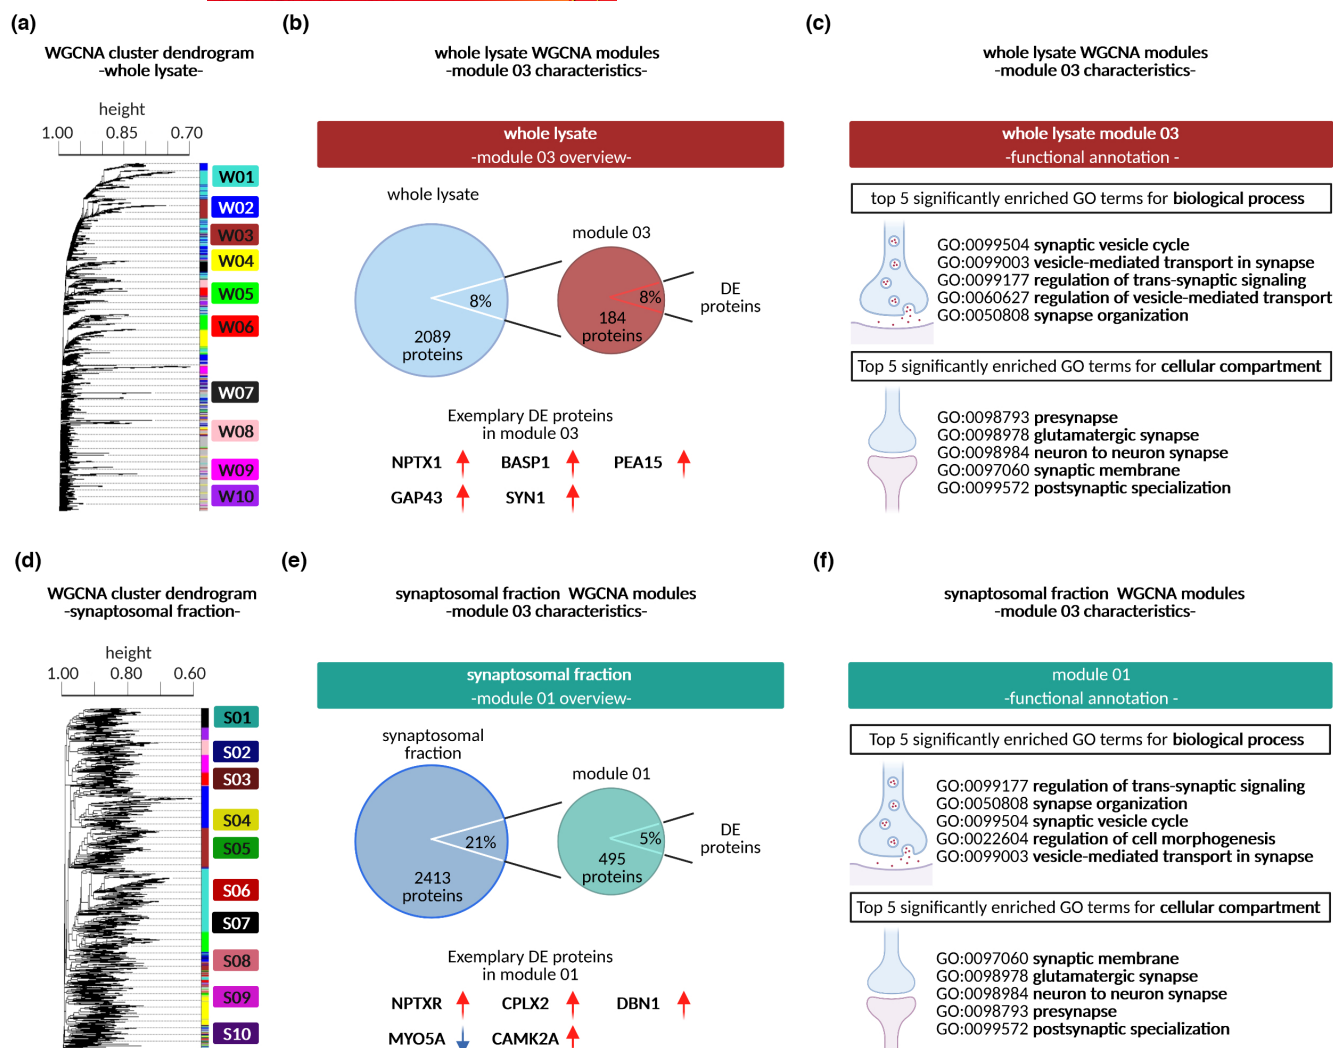 (a)
WGCNA cluster dendrogram
-whole lysate-
height
1.00 0.85 0.70
W01
W02
W03
W04
W05
W06
W07
W08
W09
W10
(b)
whole lysate WGCNA modules
-module 03 characteristics-
whole lysate
-module 03 overview-
whole lysate
module 03
8%
2089
proteins
8%
184
proteins
DE
proteins
Exemplary DE proteins
in module 03
NPTX1 BASP1 PEA15
GAP43 SYN1
(c)
whole lysate WGCNA modules
-module 03 characteristics-
whole lysate module 03
-functional annotation -
top 5 significantly enriched GO terms for biological process
GO:0099504 synaptic vesicle cycle
GO:0099003 vesicle-mediated transport in synapse
GO:0099177 regulation of trans-synaptic signaling
GO:0060627 regulation of vesicle-mediated transport
GO:0050808 synapse organization
Top 5 significantly enriched GO terms for cellular compartment
GO:0098793 presynapse
GO:0098978 glutamatergic synapse
GO:0098984 neuron to neuron synapse
GO:0097060 synaptic membrane
GO:0099572 postsynaptic specialization
(d)
WGCNA cluster dendrogram
-synaptosomal fraction-
height
1.00 0.80 0.60
S01
S02
S03
S04
S05
S06
S07
S08
S09
S10
(e)
synaptosomal fraction WGCNA modules
-module 03 characteristics-
synaptosomal fraction
-module 01 overview-
synaptosomal
fraction
module 01
21%
2413
proteins
5%
495
proteins
DE
proteins
Exemplary DE proteins
in module 01
NPTXR CPLX2 DBN1
MYO5A CAMK2A
(f)
synaptosomal fraction WGCNA modules
-module 03 characteristics-
module 01
-functional annotation -
Top 5 significantly enriched GO terms for biological process
GO:0099177 regulation of trans-synaptic signaling
GO:0050808 synapse organization
GO:0099504 synaptic vesicle cycle
GO:0022604 regulation of cell morphogenesis
GO:0099003 vesicle-mediated transport in synapse
Top 5 significantly enriched GO terms for cellular compartment
GO:0097060 synaptic membrane
GO:0098978 glutamatergic synapse
GO:0098984 neuron to neuron synapse
GO:0098793 presynapse
GO:0099572 postsynaptic specialization